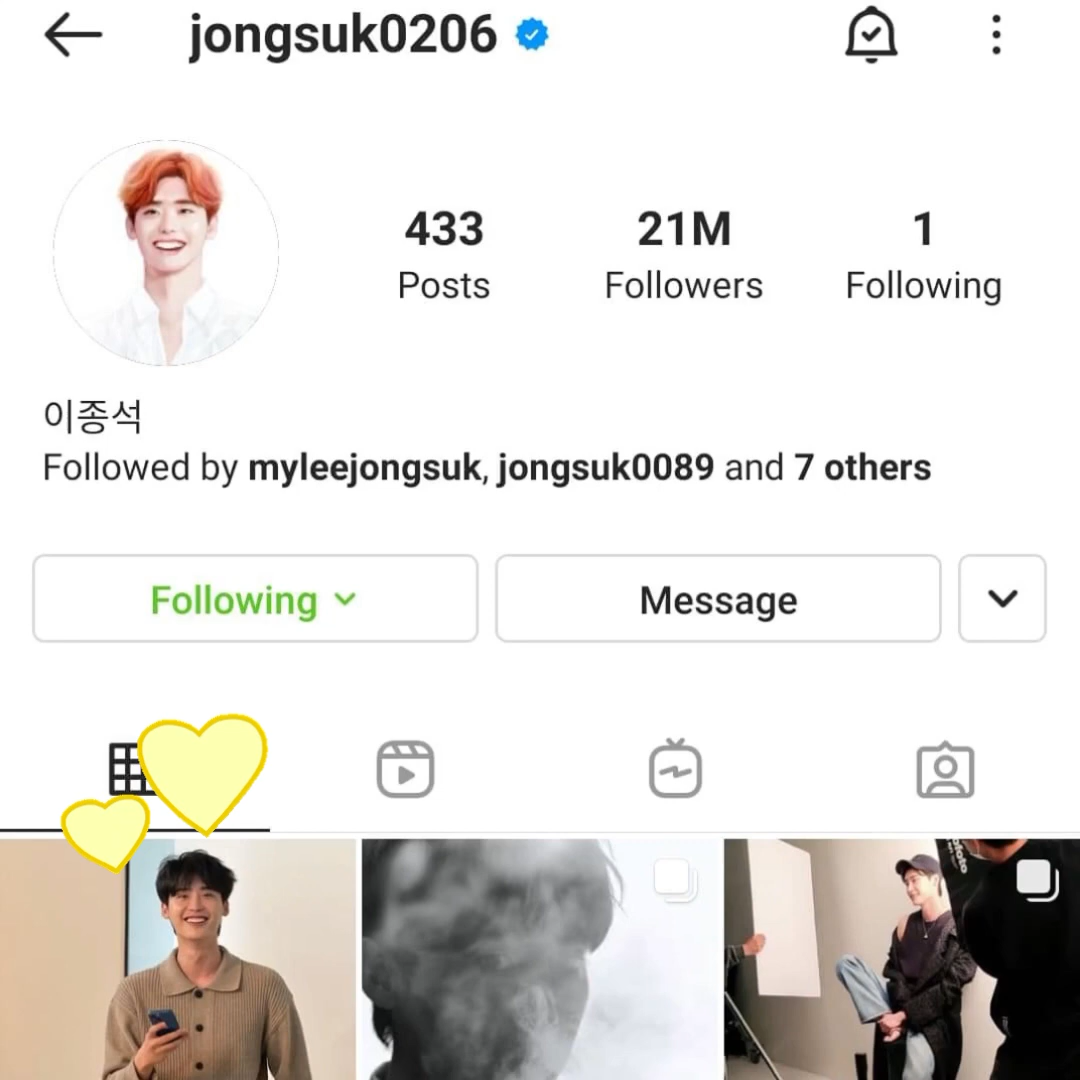 jongsuk0206
433
21M
1
Posts
Followers
Following
이종석
Followed by myleejongsuk, jongsuk0089 and 7 others
Following
Message